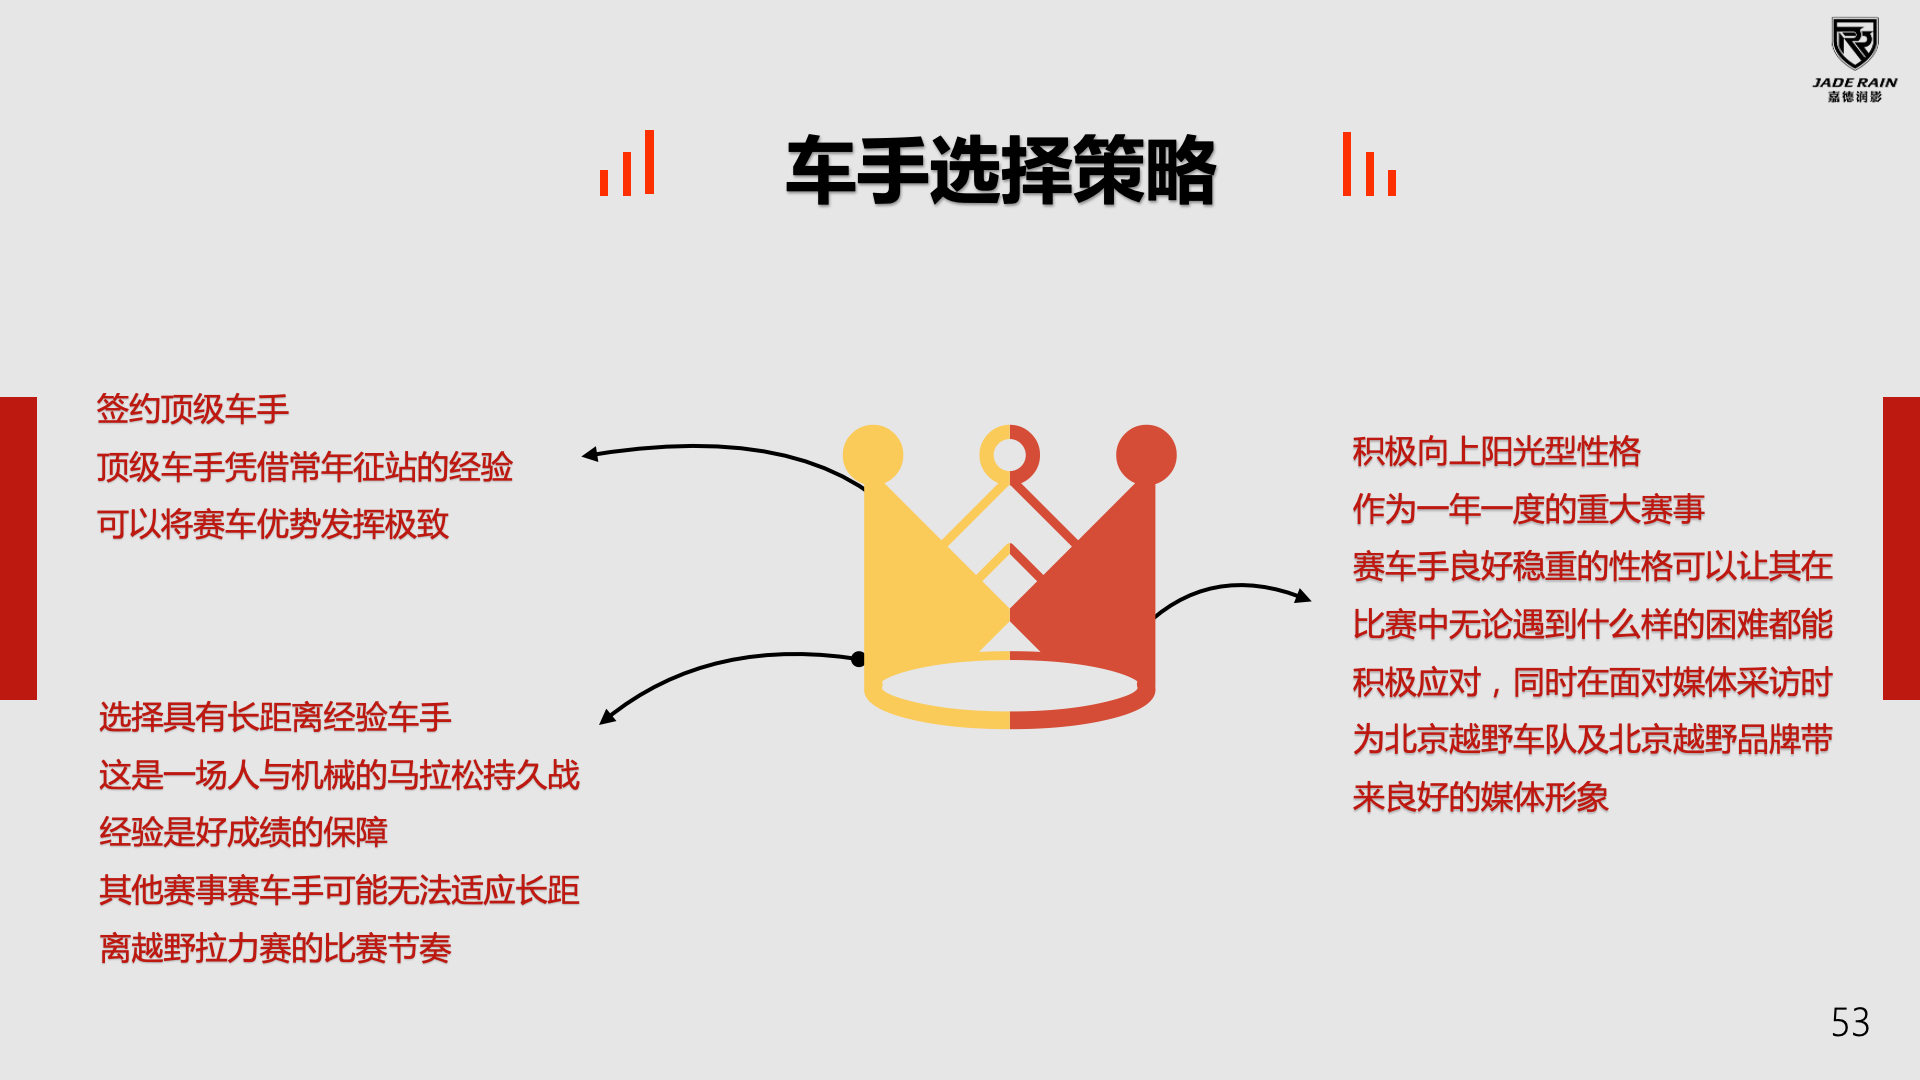 JADE RAIN
嘉德润影
车手选择策略
签约顶级车手
顶级车手凭借常年征站的经验
可以将赛车优势发挥极致
选择具有长距离经验车手
这是一场人与机械的马拉松持久战
经验是好成绩的保障
其他赛事赛车手可能无法适应长距
离越野拉力赛的比赛节奏
积极向上阳光型性格
作为一年一度的重大赛事
赛车手良好稳重的性格可以让其在
比赛中无论遇到什么样的困难都能
积极应对，同时在面对媒体采访时
为北京越野车队及北京越野品牌带
来良好的媒体形象
53